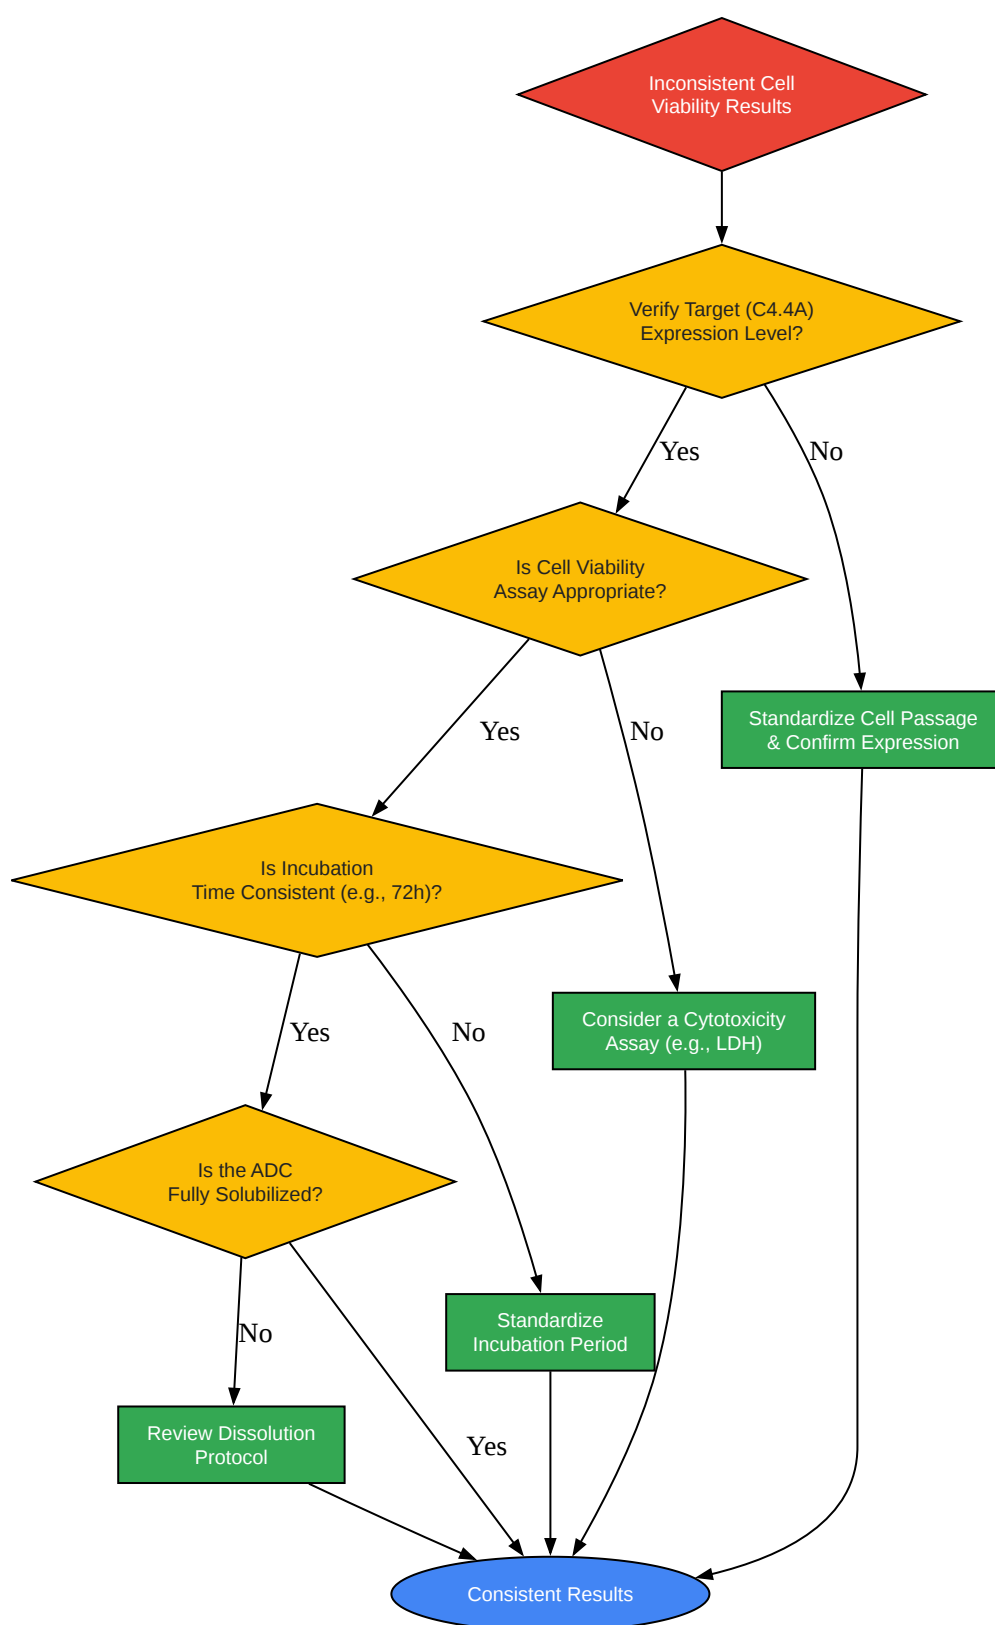 Inconsistent Cell
Viability Results
Verify Target (C4.4A)
Expression Level?
Yes
No
Is Cell Viability
Assay Appropriate?
Standardize Cell Passage
& Confirm Expression
Yes
No
Is Incubation
Time Consistent (e.g., 72h)?
Consider a Cytotoxicity
Assay (e.g., LDH)
Yes
No
Is the ADC
Fully Solubilized?
Standardize
Incubation Period
No
Review Dissolution
Protocol
Yes
Consistent Results